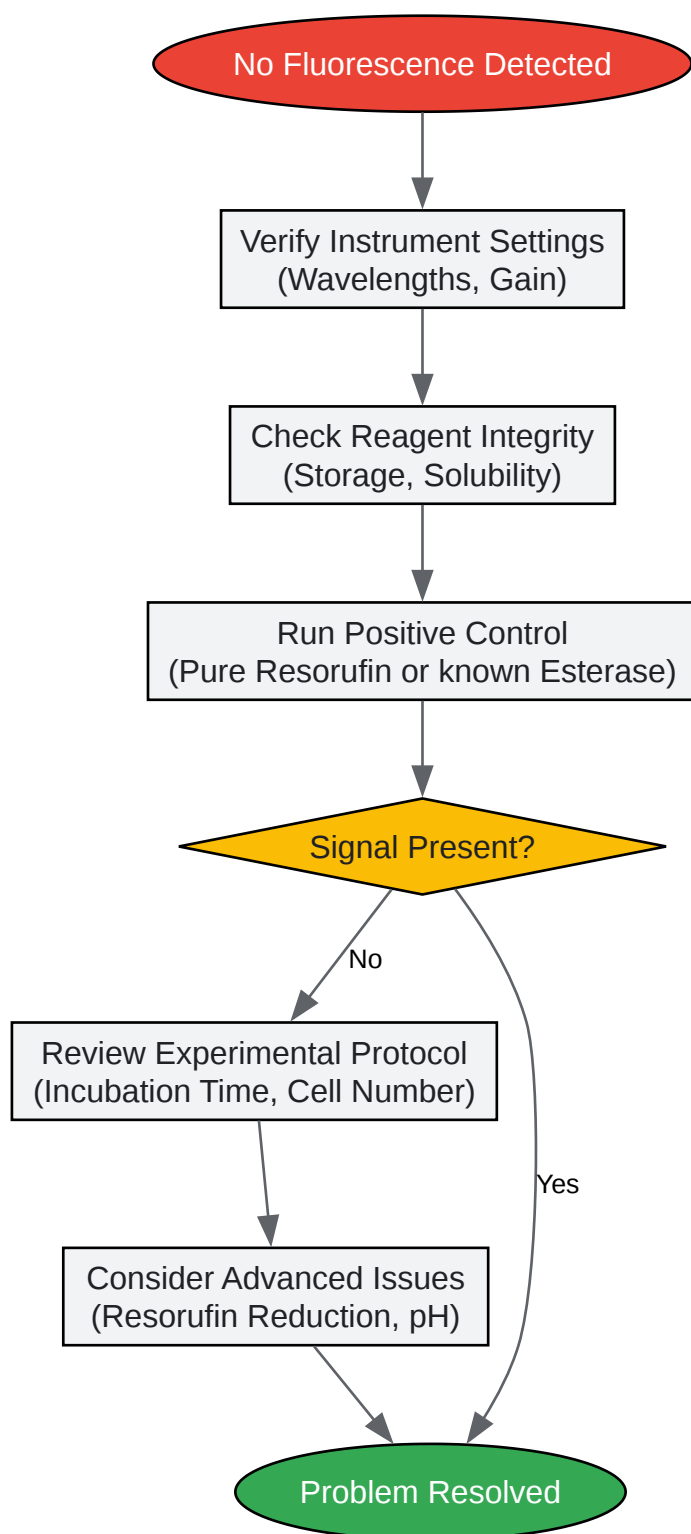 No Fluorescence Detected
Verify Instrument Settings
(Wavelengths, Gain)
Check Reagent Integrity
(Storage, Solubility)
Run Positive Control
(Pure Resorufin or known Esterase)
Signal Present?
No
Review Experimental Protocol
(Incubation Time, Cell Number)
Yes
Consider Advanced Issues
(Resorufin Reduction, pH)
Problem Resolved